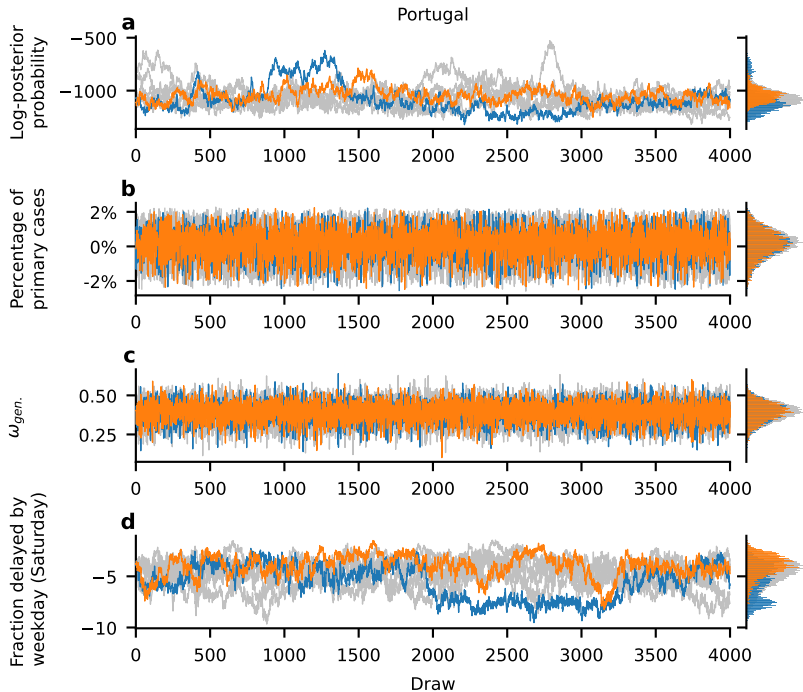 Portugal
a
Log-posterior
probability
−500
−1000
0 500 1000 1500 2000 2500 3000 3500 4000
b
Percentage of
primary cases
2%
0%
-2%
0 500 1000 1500 2000 2500 3000 3500 4000
c
ω gen.
0.50
0.25
0 500 1000 1500 2000 2500 3000 3500 4000
d
Fraction delayed by
weekday (Saturday)
−5
−10
0 500 1000 1500 2000 2500 3000 3500 4000
Draw